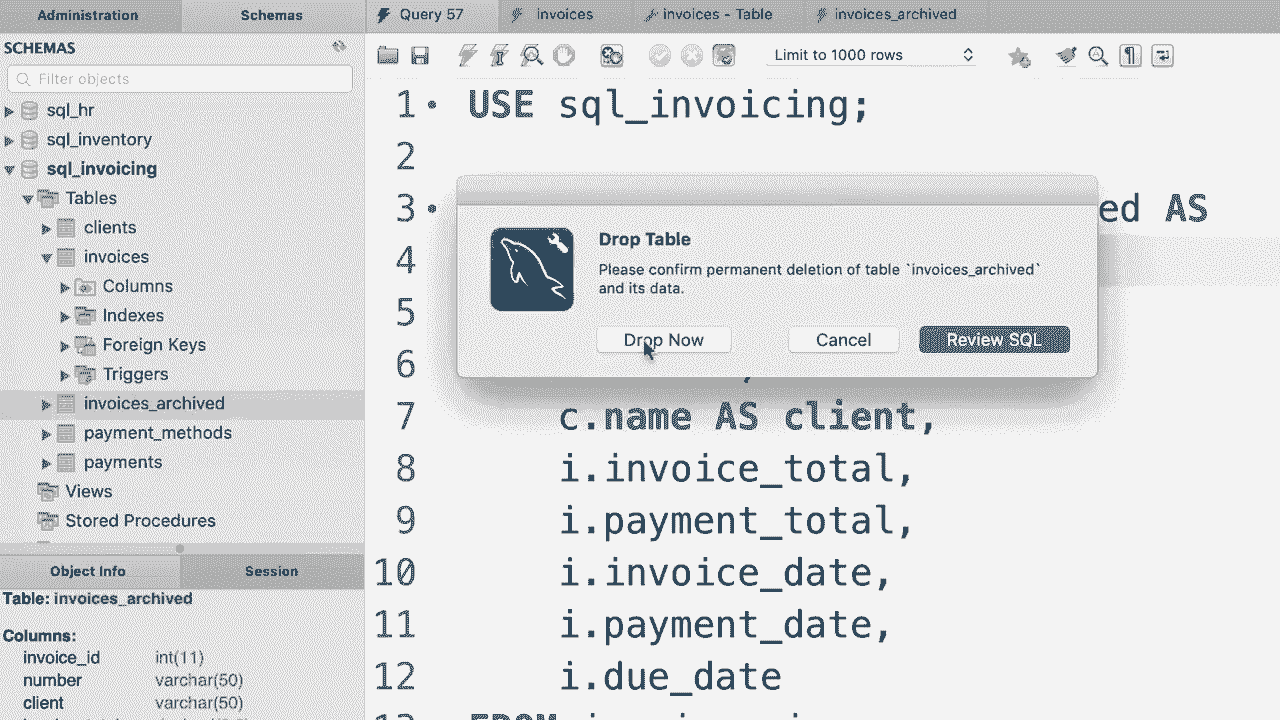 Administration
Schemas
Query 57
invoices
invoices - Table
invoices_archived
SCHEMAS
Filter objects
Limit to 1000 rows
sql_hr
sql_inventory
sql_invoicing
Tables
clients
invoices
Columns
Indexes
Foreign Keys
Triggers
invoices_archived
payment_methods
payments
Views
Stored Procedures
Object Info
Session
Table: invoices_archived
Columns:
invoice_id int(11)
number varchar(50)
client varchar(50)
1 USE sql_invoicing;
2
3 ed AS
4
5
6 ,
7 c.name AS client,
8 i.invoice_total,
9 i.payment_total,
10 i.invoice_date,
11 i.payment_date,
12 i.due_date
Drop Table
Please confirm permanent deletion of table `invoices_archived`
and its data.
Drop Now
Cancel
Review SQL